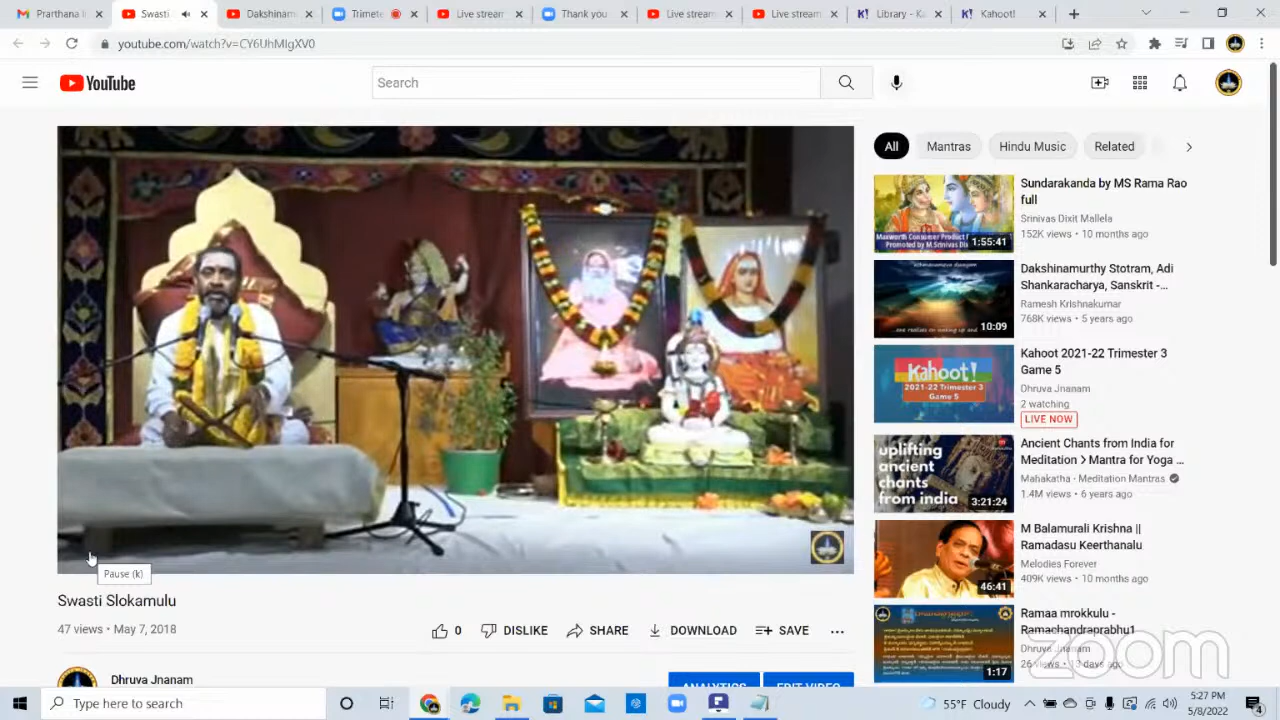 Prarthana
Swasti
Dakshinam
Trimete
Live stream
Thank you
Live stream
Live stream
Library - Ka
Kahoot!
youtube.com/watch?v=CY6UhMIgXV0
YouTube
Search
All
Mantras
Hindu Music
Related
Sundarakanda by MS Rama Rao
full
Srinivas Dixit Mallela
152K views • 10 months ago
1:55:41
Dakshinamurthy Stotram, Adi
Shankaracharya, Sanskrit -...
Ramesh Krishnakumar
768K views • 5 years ago
10:09
Kahoot!
2021-22 Trimester 3
Game 5
Kahoot 2021-22 Trimester 3
Game 5
Dhruva Jnanam
2 watching
LIVE NOW
uplifting
ancient
chants
from india
3:21:24
Ancient Chants from India for
Meditation > Mantra for Yoga ...
Mahakatha - Meditation Mantras
1.4M views • 6 years ago
M Balamurali Krishna ||
Ramadasu Keerthanalu
Melodies Forever
409K views • 10 months ago
46:41
Ramaa mrokkulu -
Ramachandraprabhu1
1:17
zoom
Pause (k)
Swasti Slokamulu
47 views • May 7, 2018
0
DISLIKE
SHARE
DOWNLOAD
SAVE
Dhruva Jnanam
ANALYTICS
EDIT VIDEO
Type here to search
55°F Cloudy
5:27 PM
5/8/2022
4